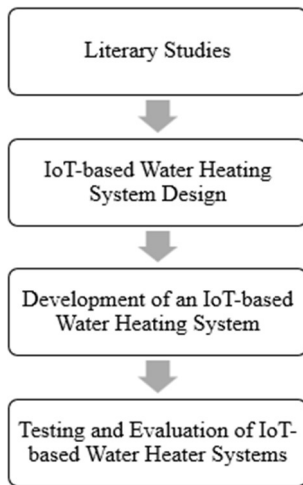 Literary Studies
IoT-based Water Heating
System Design
Development of an IoT-based
Water Heating System
Testing and Evaluation of IoT-
based Water Heater Systems